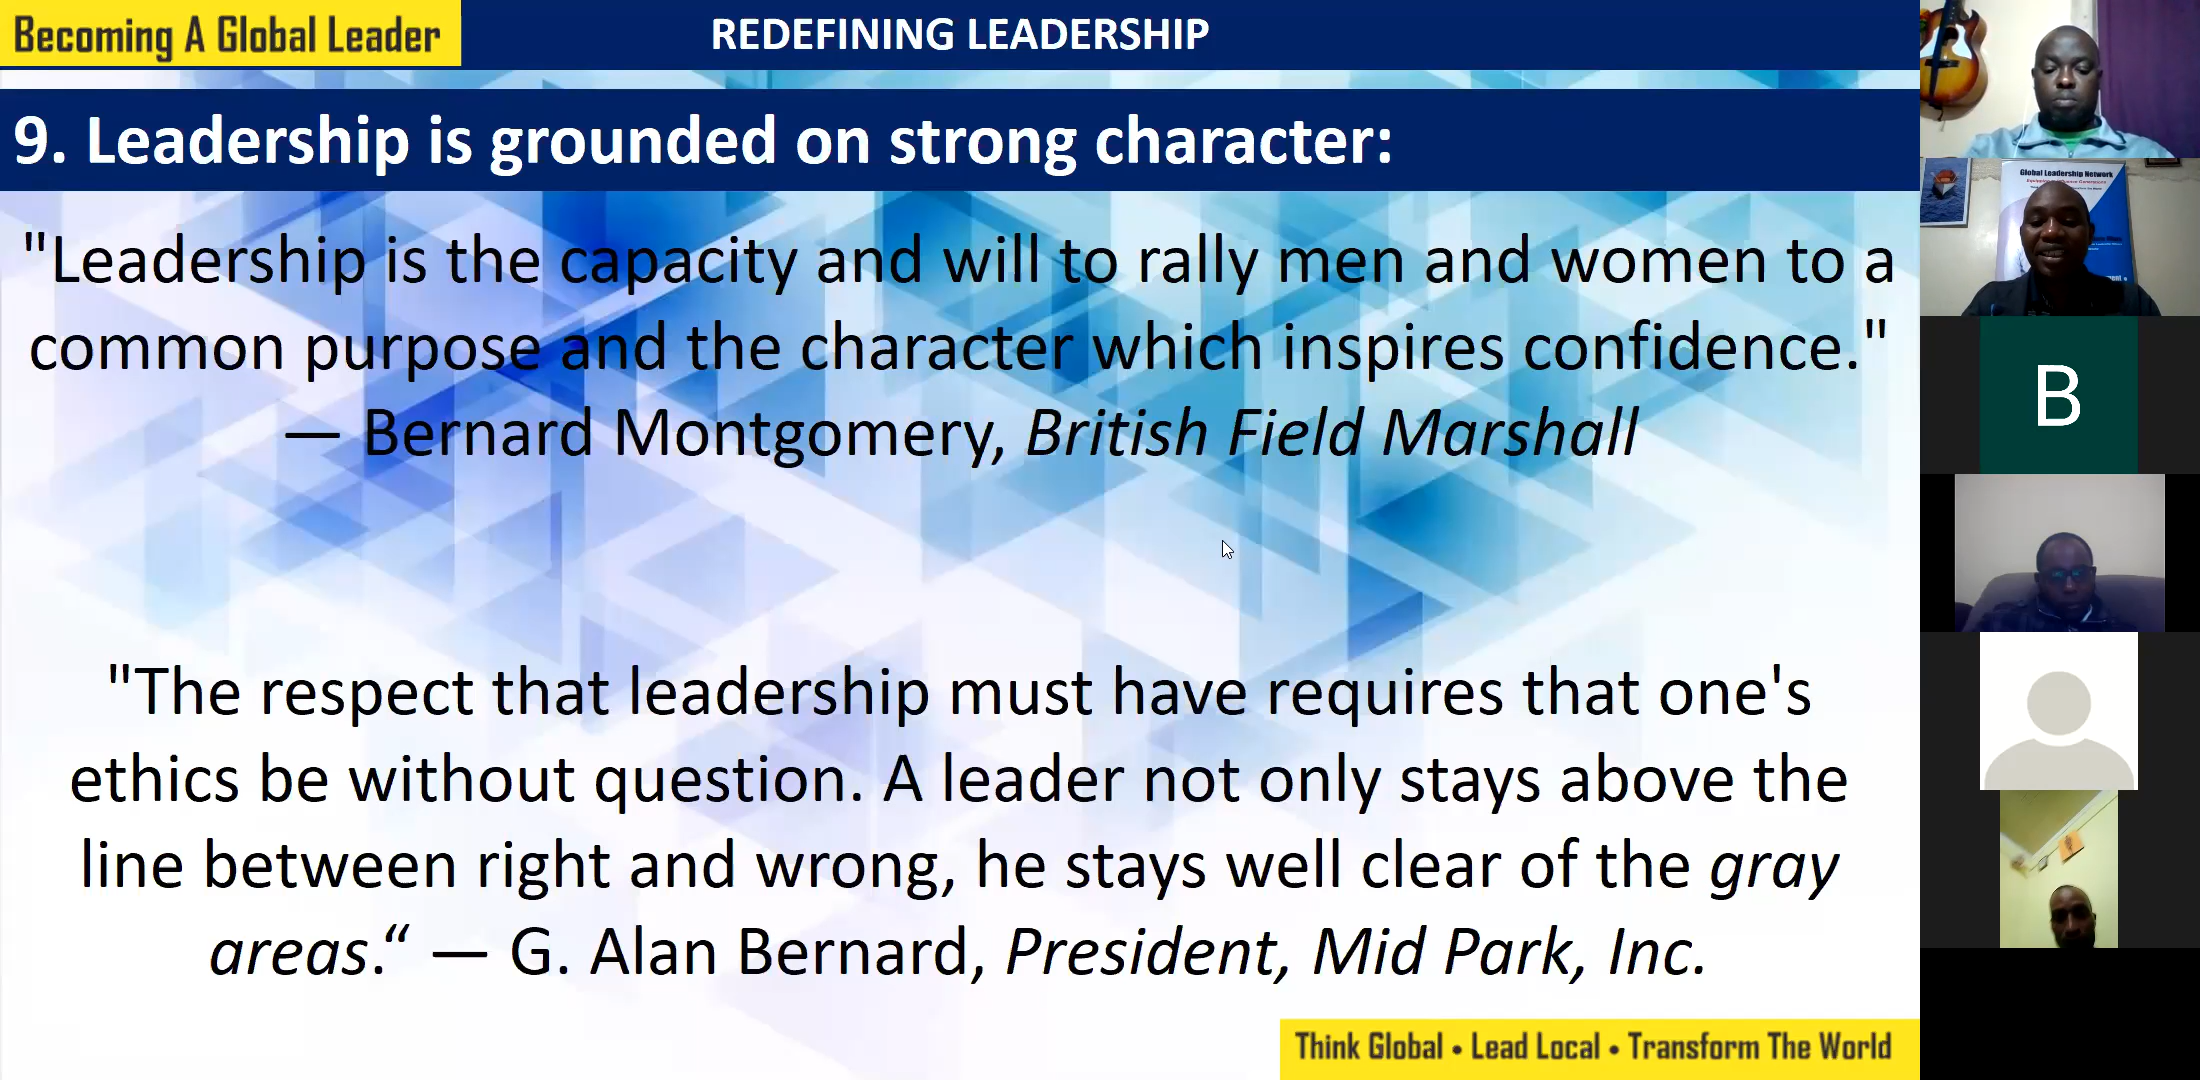 Becoming A Global Leader
REDEFINING LEADERSHIP
9. Leadership is grounded on strong character:
"Leadership is the capacity and will to rally men and women to a
common purpose and the character which inspires confidence."
— Bernard Montgomery, British Field Marshall
"The respect that leadership must have requires that one's
ethics be without question. A leader not only stays above the
line between right and wrong, he stays well clear of the gray
areas.“ — G. Alan Bernard, President, Mid Park, Inc.
Think Global • Lead Local • Transform The World
Global Leadership Network
B